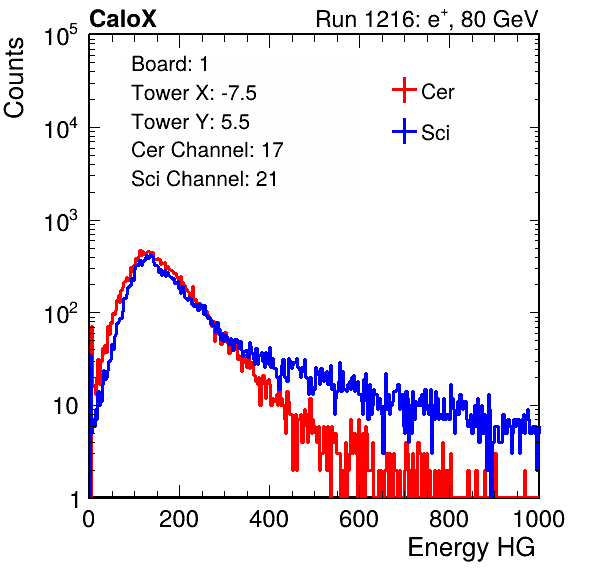 CaloX Run 1216: e⁺, 80 GeV
Counts
10⁵
10⁴
10³
10²
10
1
Board: 1
Tower X: -7.5
Tower Y: 5.5
Cer Channel: 17
Sci Channel: 21
Cer
Sci
0 200 400 600 800 1000
Energy HG